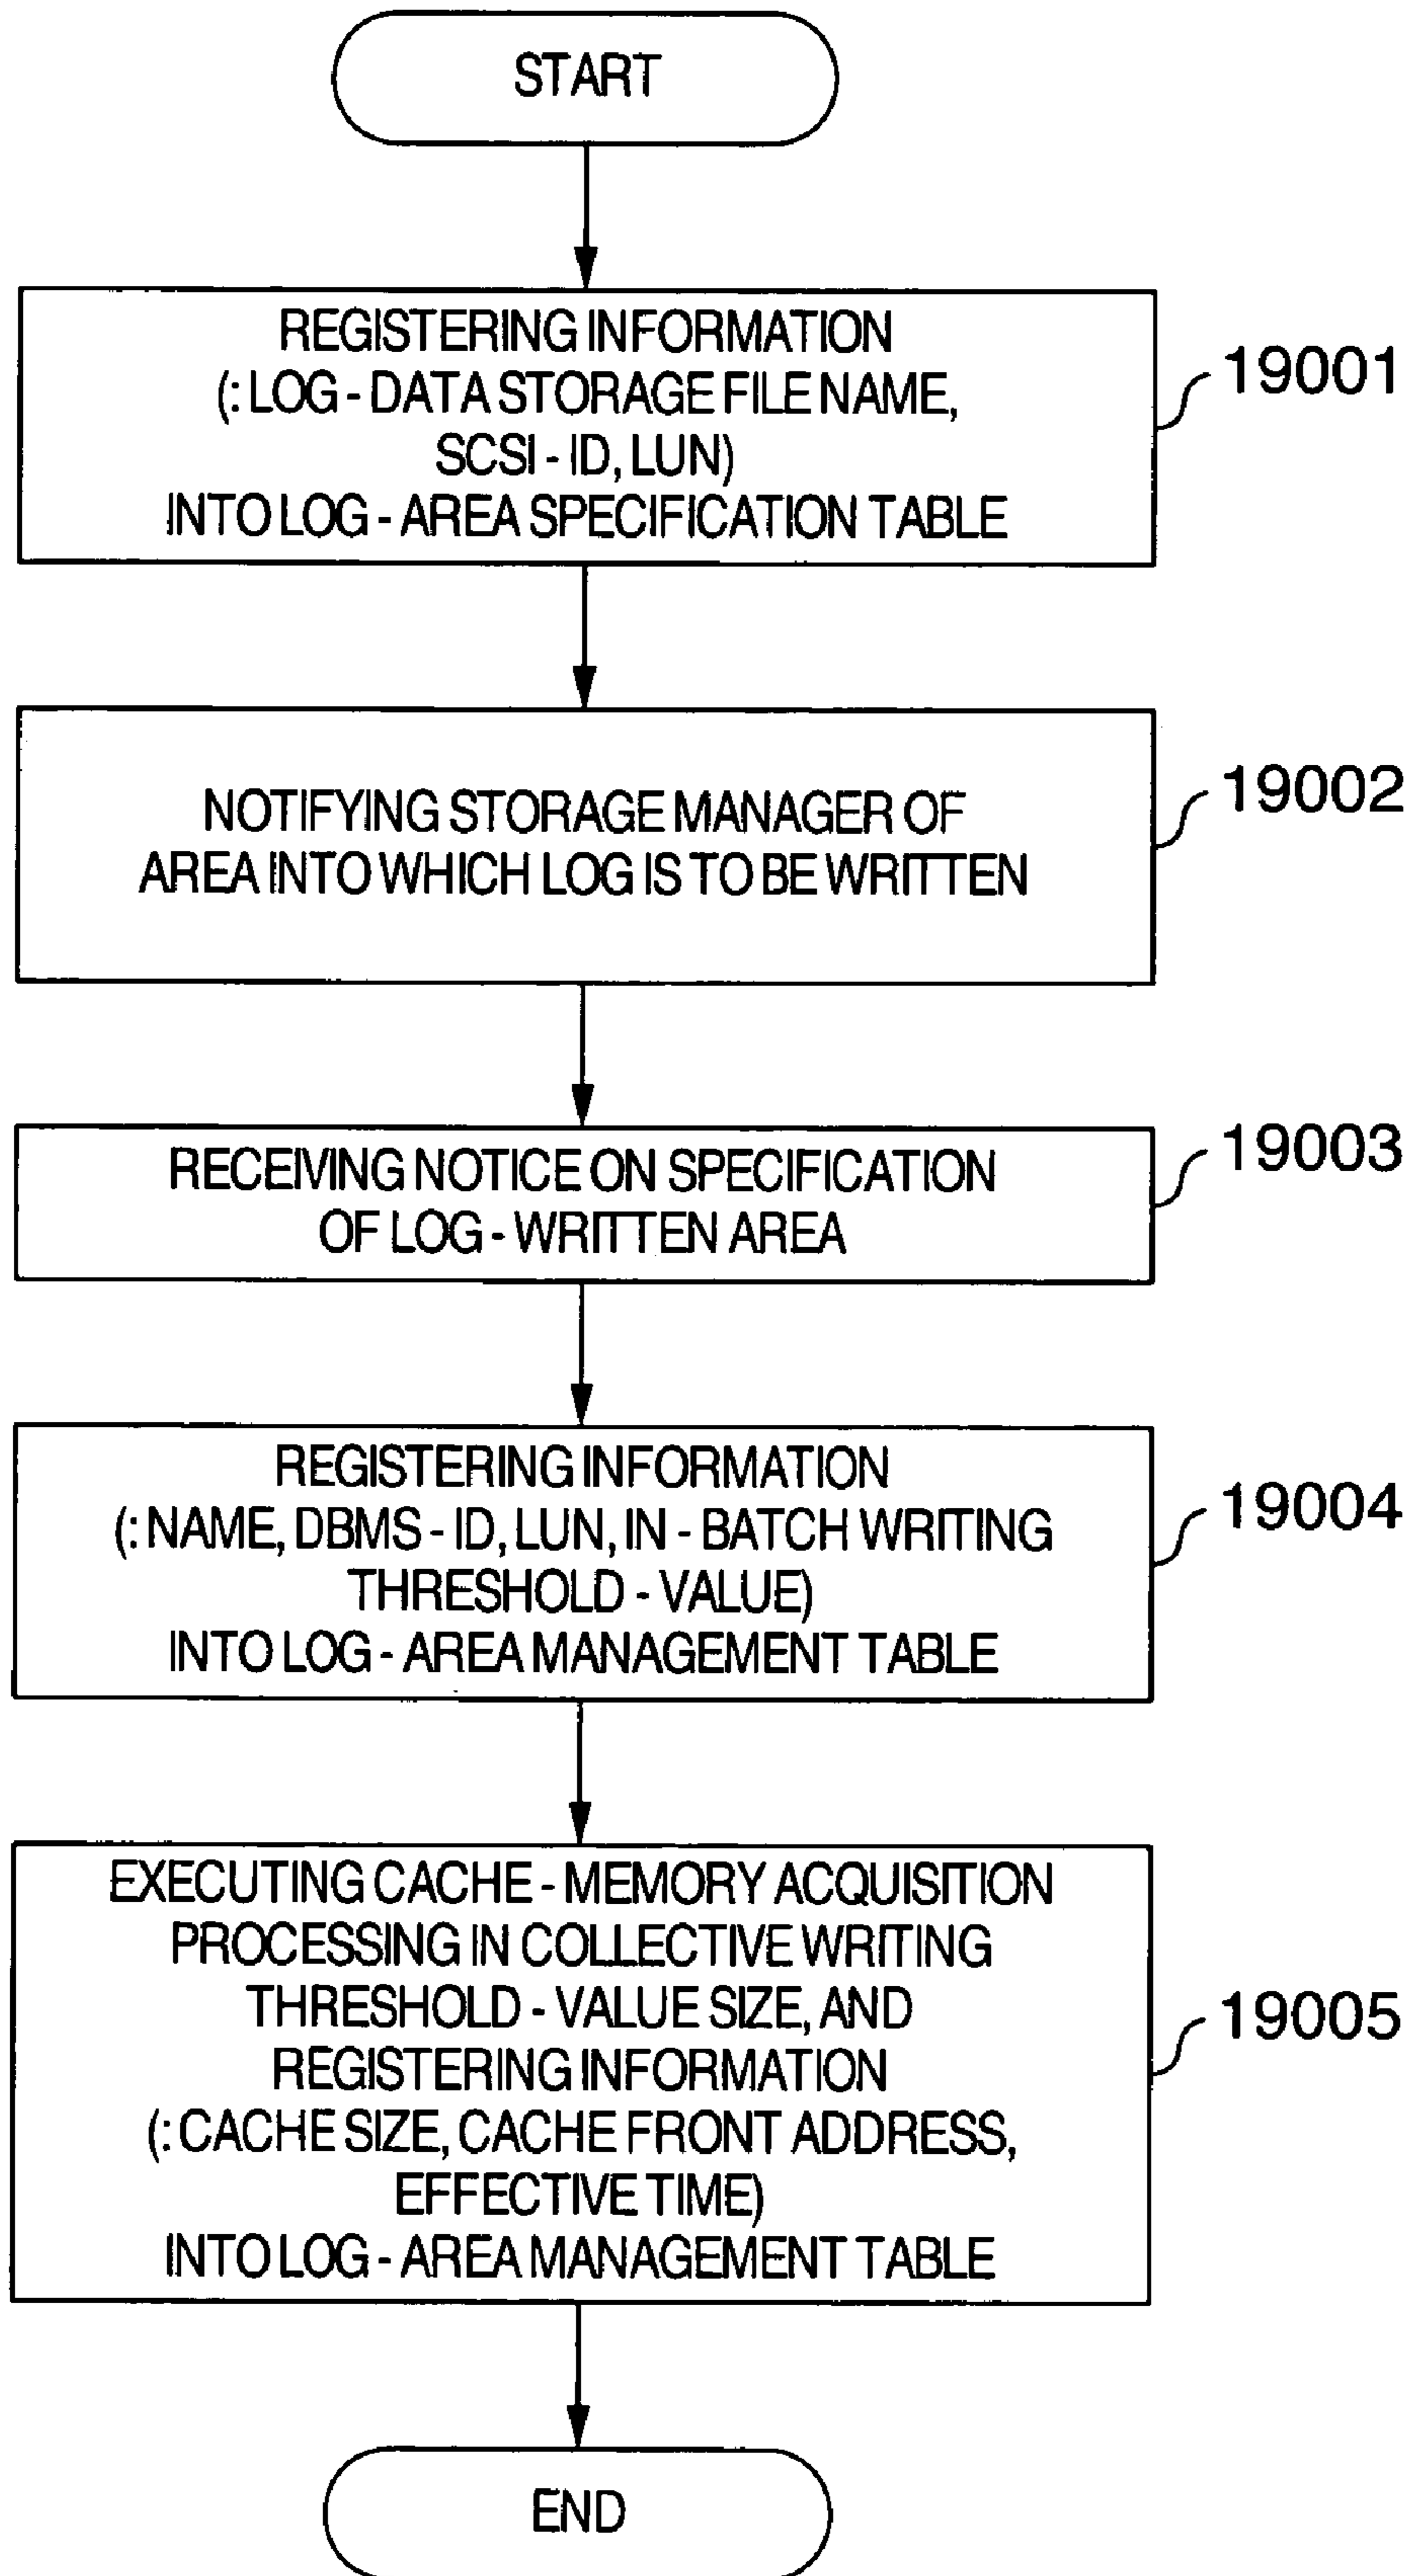 START
REGISTERING INFORMATION
(: LOG - DATA STORAGE FILE NAME,
SCSI - ID, LUN)
INTO LOG - AREA SPECIFICATION TABLE
19001
NOTIFYING STORAGE MANAGER OF
AREA INTO WHICH LOG IS TO BE WRITTEN
19002
RECEIVING NOTICE ON SPECIFICATION
OF LOG - WRITTEN AREA
19003
REGISTERING INFORMATION
(: NAME, DBMS - ID, LUN, IN - BATCH WRITING
THRESHOLD - VALUE)
INTO LOG - AREA MANAGEMENT TABLE
19004
EXECUTING CACHE - MEMORY ACQUISITION
PROCESSING IN COLLECTIVE WRITING
THRESHOLD - VALUE SIZE, AND
REGISTERING INFORMATION
(: CACHE SIZE, CACHE FRONT ADDRESS,
EFFECTIVE TIME)
INTO LOG - AREA MANAGEMENT TABLE
19005
END